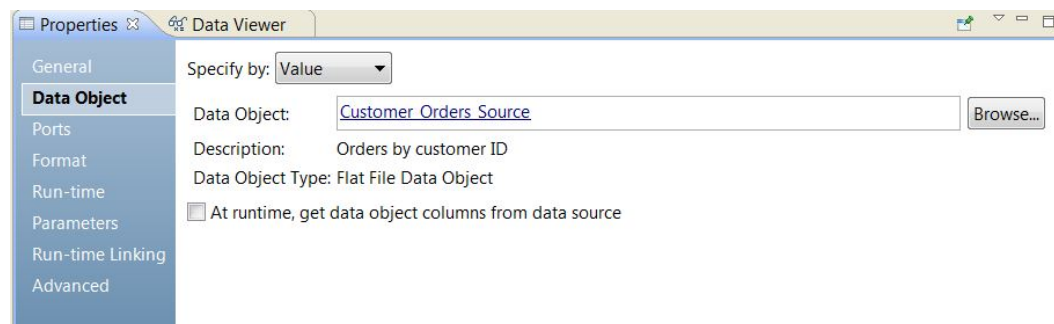 Properties Data Viewer
General
Data Object
Ports
Format
Run-time
Parameters
Run-time Linking
Advanced
Specify by: Value
Data Object: Customer_Orders_Source Browse...
Description: Orders by customer ID
Data Object Type: Flat File Data Object
At runtime, get data object columns from data source